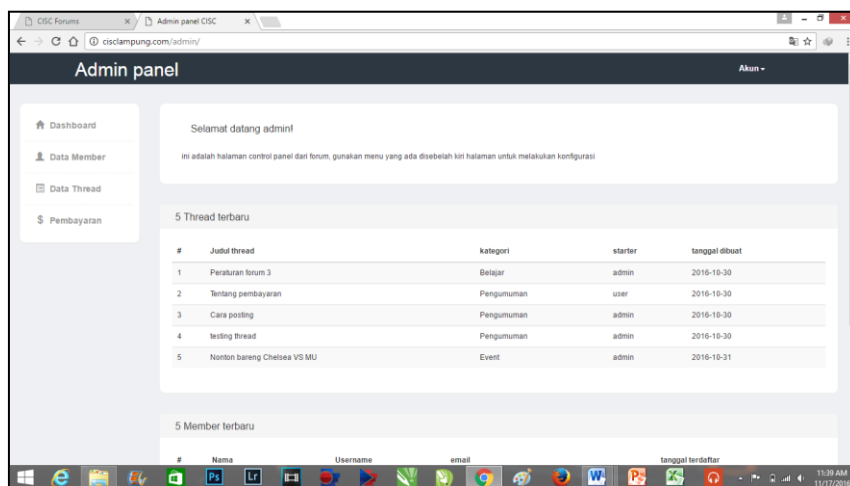 CISC Forums
Admin panel CISC
cisclampung.com/admin/
Admin panel
Akun
Dashboard
Data Member
Data Thread
$ Pembayaran
Selamat datang admin!
ini adalah halaman control panel dari forum, gunakan menu yang ada disebelah kiri halaman untuk melakukan konfigurasi
5 Thread terbaru
# Judul thread kategori starter tanggal dibuat
1 Peraturan forum 3 Belajar admin 2016-10-30
2 Tentang pembayaran Pengumuman user 2016-10-30
3 Cara posting Pengumuman admin 2016-10-30
4 testing thread Pengumuman admin 2016-10-30
5 Nonton bareng Chelsea VS MU Event admin 2016-10-31
5 Member terbaru
# Nama Username email tanggal terdaftar
Ps Lr
11:39 AM
11/17/2016